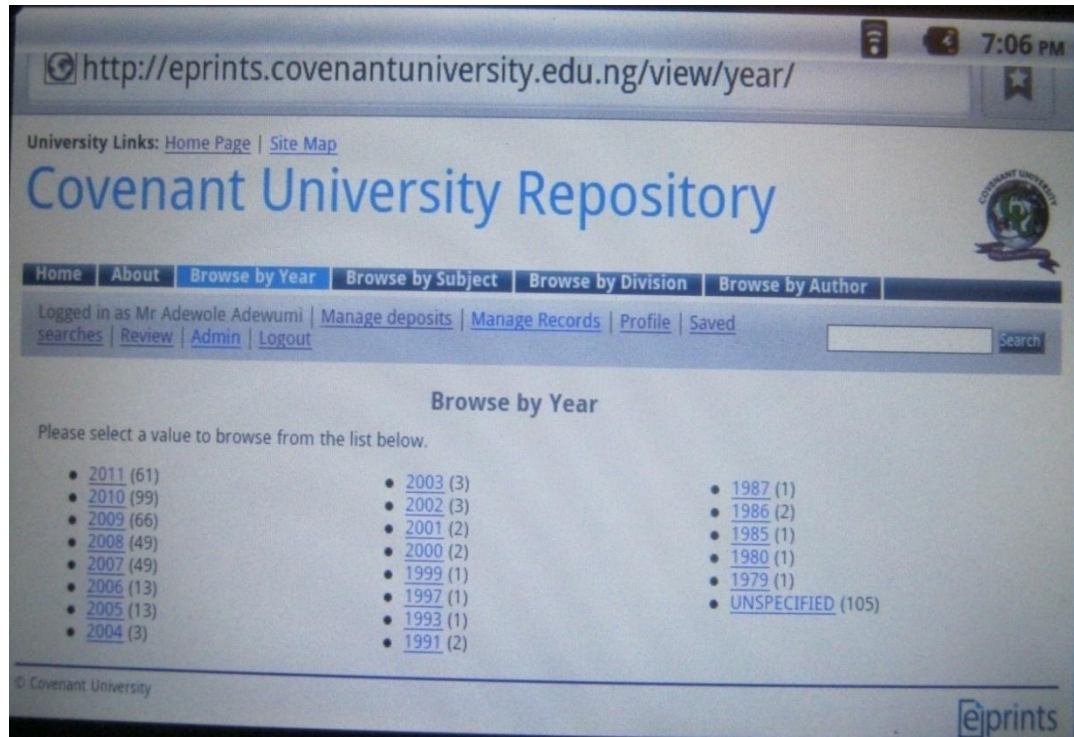 7:06 PM
http://eprints.covenantuniversity.edu.ng/view/year/
University Links: Home Page | Site Map
Covenant University Repository
COVENANT UNIVERSITY
Home | About | Browse by Year | Browse by Subject | Browse by Division | Browse by Author
Logged in as Mr Adewole Adewumi | Manage deposits | Manage Records | Profile | Saved
searches | Review | Admin | Logout
Search
Browse by Year
Please select a value to browse from the list below.
2011 (61)
2010 (99)
2009 (66)
2008 (49)
2007 (49)
2006 (13)
2005 (13)
2004 (3)
2003 (3)
2002 (3)
2001 (2)
2000 (2)
1999 (1)
1997 (1)
1993 (1)
1991 (2)
1987 (1)
1986 (2)
1985 (1)
1980 (1)
1979 (1)
UNSPECIFIED (105)
© Covenant University
eprints